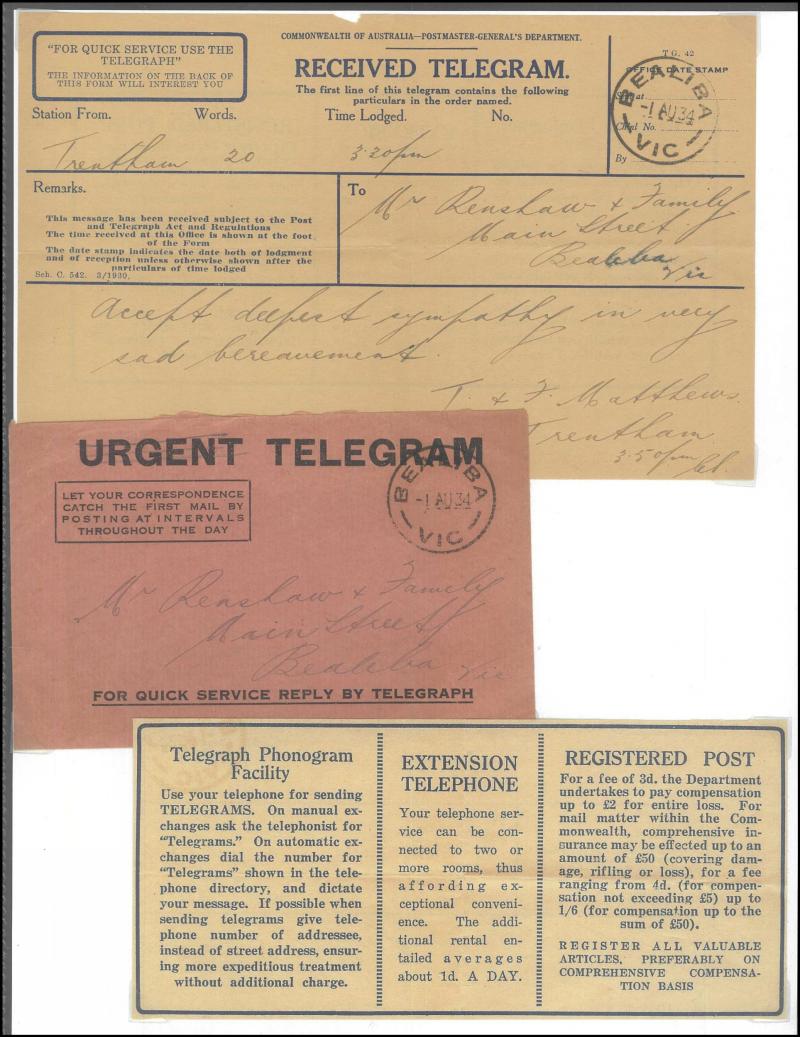 COMMONWEALTH OF AUSTRALIA—POSTMASTER-GENERAL'S DEPARTMENT.
"FOR QUICK SERVICE USE THE
TELEGRAPH"
THE INFORMATION ON THE BACK OF
THIS FORM WILL INTEREST YOU
RECEIVED TELEGRAM.
The first line of this telegram contains the following
particulars in the order named.
Station From. Words. Time Lodged. No.
T G. 42
OFFICE DATE STAMP
Sent at
No.
By
BEALIBA
-1 AU 34
VIC
Trentham 20 3.20pm
Remarks.
This message has been received subject to the Post
and Telegraph Act and Regulations
The time received at this Office is shown at the foot
of the Form
The date stamp indicates the date both of lodgment
and of reception unless otherwise shown after the
particulars of time lodged
Sch. C. 542. 3/1930.
To
Mr Renshaw & Family
Main Street
Bealiba
Vic
Accept deepest sympathy in very
sad bereavement.
T. & F. Matthews.
Trentham
3.50pm
URGENT TELEGRAM
LET YOUR CORRESPONDENCE
CATCH THE FIRST MAIL BY
POSTING AT INTERVALS
THROUGHOUT THE DAY
BEALIBA
-1 AU 34
VIC
Mr Renshaw & Family
Main Street
Bealiba Vic
FOR QUICK SERVICE REPLY BY TELEGRAPH
Telegraph Phonogram
Facility
Use your telephone for sending
TELEGRAMS. On manual ex-
changes ask the telephonist for
"Telegrams." On automatic ex-
changes dial the number for
"Telegrams" shown in the tele-
phone directory, and dictate
your message. If possible when
sending telegrams give tele-
phone number of addressee,
instead of street address, ensur-
ing more expeditious treatment
without additional charge.
EXTENSION
TELEPHONE
Your telephone ser-
vice can be con-
nected to two or
more rooms, thus
affording ex-
ceptional conveni-
ence. The addi-
tional rental en-
tailed averages
about 1d. A DAY.
REGISTERED POST
For a fee of 3d. the Department
undertakes to pay compensation
up to £2 for entire loss. For
mail matter within the Com-
monwealth, comprehensive in-
surance may be effected up to an
amount of £50 (covering dam-
age, rifling or loss), for a fee
ranging from 4d. (for compen-
sation not exceeding £5) up to
1/6 (for compensation up to the
sum of £50).
REGISTER ALL VALUABLE
ARTICLES, PREFERABLY ON
COMPREHENSIVE COMPENSA-
TION BASIS